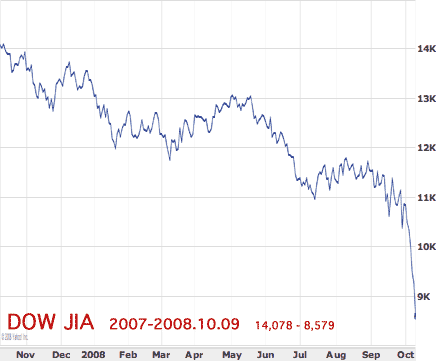 14K
13K
12K
11K
10K
9K
DOW JIA 2007-2008.10.09 14,078 - 8,579
Nov Dec 2008 Feb Mar Apr May Jun Jul Aug Sep Oct